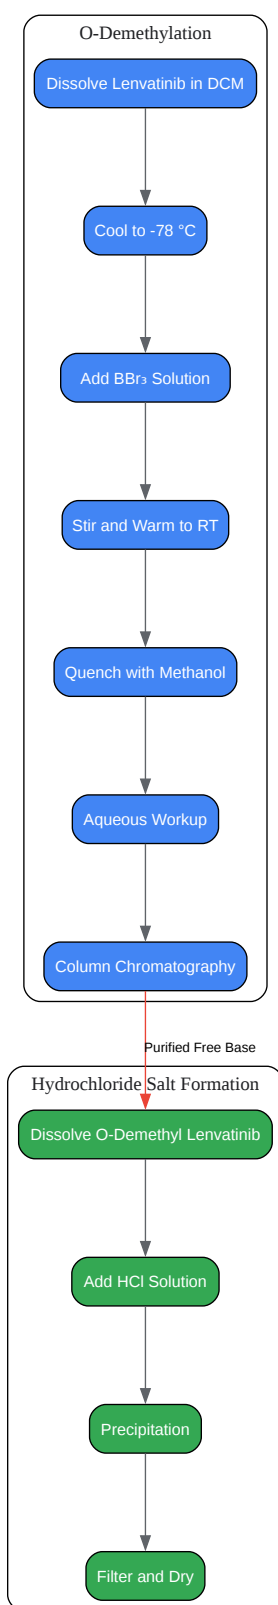 O-Demethylation
Dissolve Lenvatinib in DCM
Cool to -78 °C
Add BBr₃ Solution
Stir and Warm to RT
Quench with Methanol
Aqueous Workup
Column Chromatography
Purified Free Base
Hydrochloride Salt Formation
Dissolve O-Demethyl Lenvatinib
Add HCl Solution
Precipitation
Filter and Dry